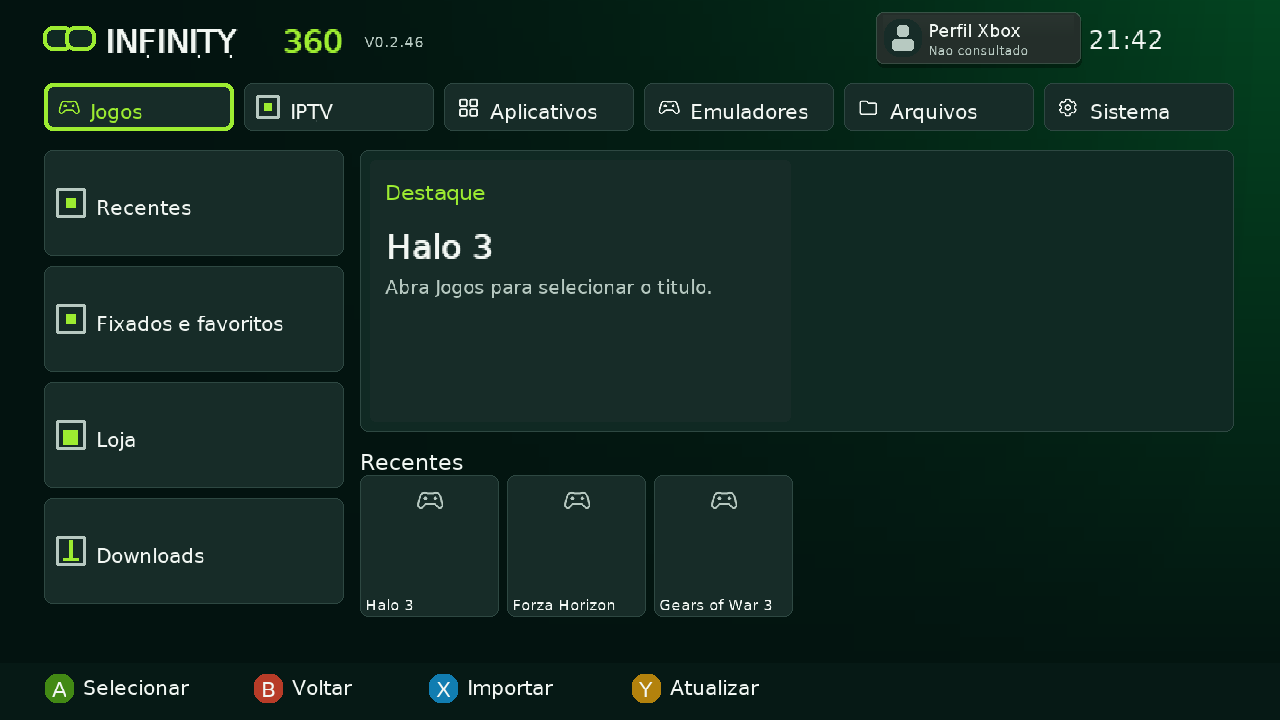 INFINITY 360 V0.2.46
Perfil Xbox
Nao consultado
21:42
Jogos
IPTV
Aplicativos
Emuladores
Arquivos
Sistema
Recentes
Fixados e favoritos
Loja
Downloads
Destaque
Halo 3
Abra Jogos para selecionar o titulo.
Recentes
Halo 3
Forza Horizon
Gears of War 3
A Selecionar
B Voltar
X Importar
Y Atualizar